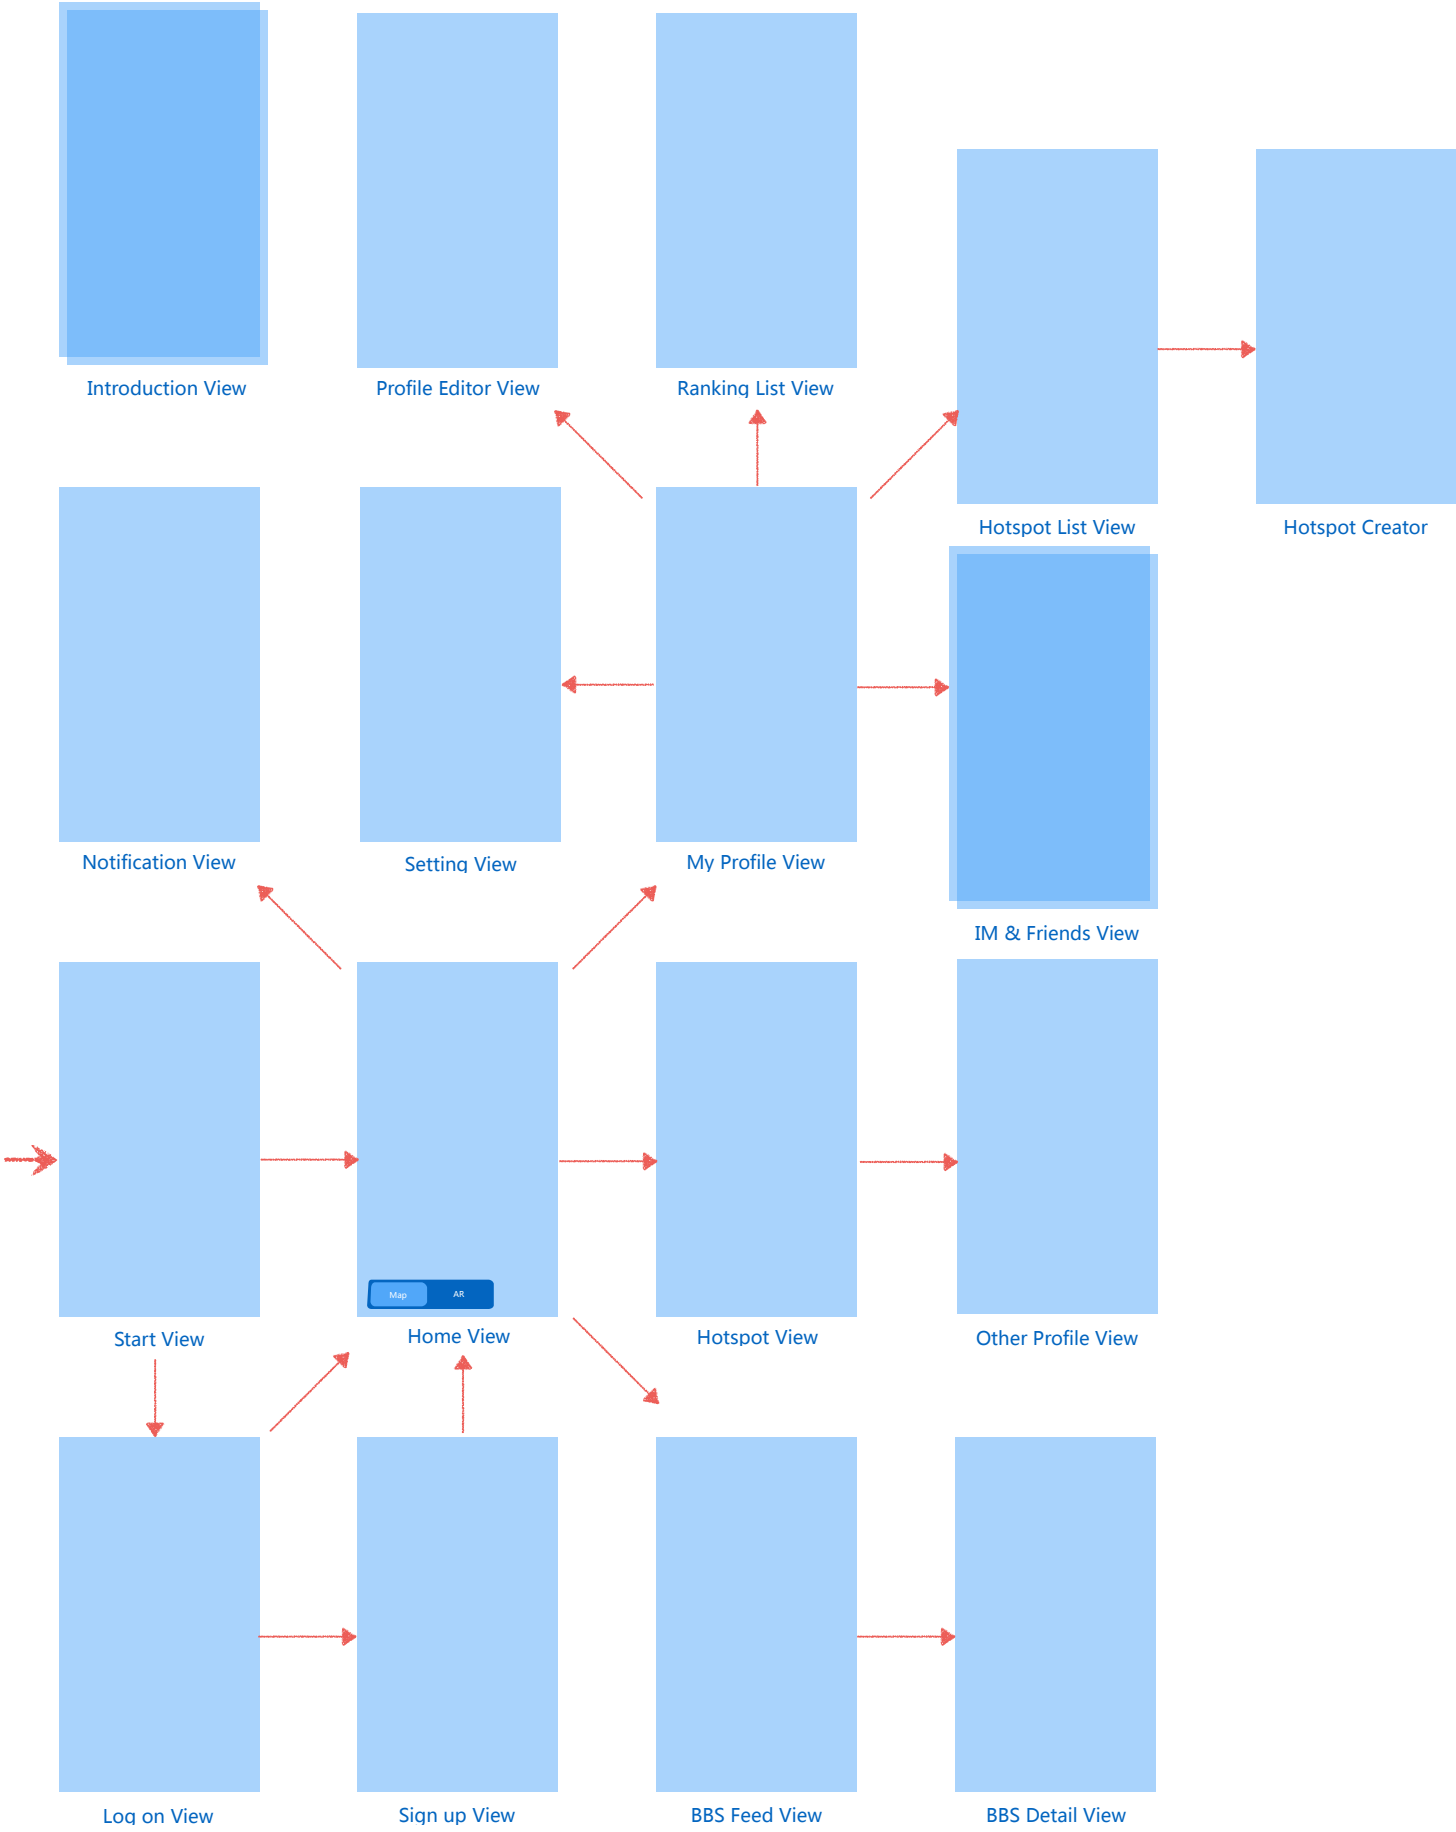 Introduction View
Profile Editor View
Ranking List View
Hotspot List View
Hotspot Creator
Notification View
Setting View
My Profile View
IM & Friends View
Map
AR
Start View
Home View
Hotspot View
Other Profile View
Log on View
Sign up View
BBS Feed View
BBS Detail View